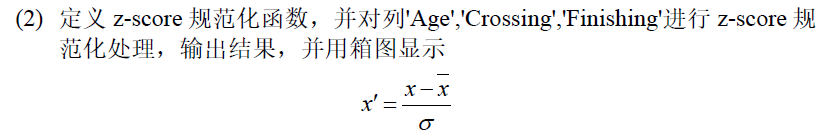 (2) 定义 z-score 规范化函数，并对列'Age','Crossing','Finishing'进行 z-score 规
范化处理，输出结果，并用箱图显示
x′ = (x − x̄) / σ